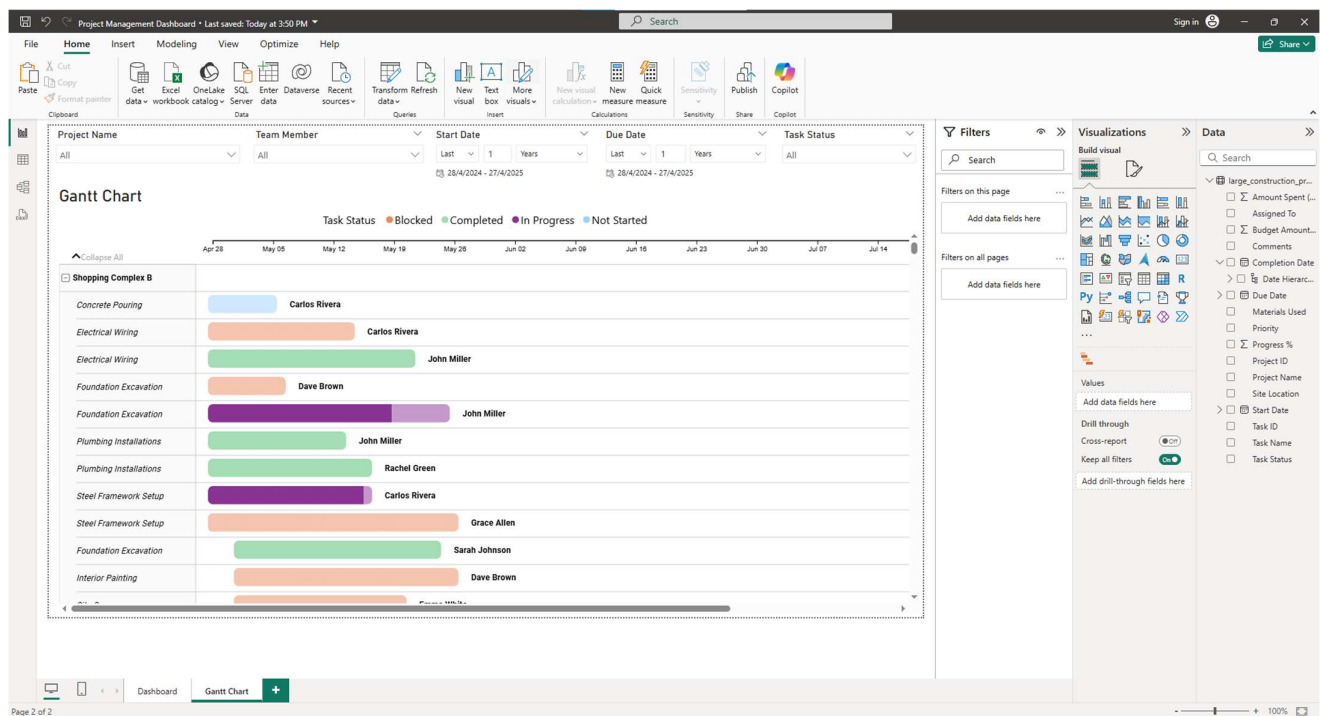 Project Management Dashboard • Last saved: Today at 3:50 PM
Search
Sign in
File Home Insert Modeling View Optimize Help
Share
Paste
Cut
Copy
Format painter
Clipboard
Get data
Excel workbook
OneLake catalog
SQL Server
Enter data
Dataverse
Recent sources
Data
Transform data
Refresh
Queries
New visual
Text box
More visuals
Insert
New visual calculation
New measure
Quick measure
Calculations
Sensitivity
Sensitivity
Publish
Share
Copilot
Copilot
Project Name
All
Team Member
All
Start Date
Last 1 Years
28/4/2024 - 27/4/2025
Due Date
Last 1 Years
28/4/2024 - 27/4/2025
Task Status
All
Gantt Chart
Task Status Blocked Completed In Progress Not Started
Apr 28 May 05 May 12 May 19 May 26 Jun 02 Jun 09 Jun 16 Jun 23 Jun 30 Jul 07 Jul 14
Collapse All
Shopping Complex B
Concrete Pouring Carlos Rivera
Electrical Wiring Carlos Rivera
Electrical Wiring John Miller
Foundation Excavation Dave Brown
Foundation Excavation John Miller
Plumbing Installations John Miller
Plumbing Installations Rachel Green
Steel Framework Setup Carlos Rivera
Steel Framework Setup Grace Allen
Foundation Excavation Sarah Johnson
Interior Painting Dave Brown
Filters
Search
Filters on this page ...
Add data fields here
Filters on all pages ...
Add data fields here
Visualizations
Build visual
R
Py
...
Values
Add data fields here
Drill through
Cross-report Off
Keep all filters On
Add drill-through fields here
Data
Search
large_construction_pr...
Amount Spent (...
Assigned To
Budget Amount...
Comments
Completion Date
Date Hierarc...
Due Date
Materials Used
Priority
Progress %
Project ID
Project Name
Site Location
Start Date
Task ID
Task Name
Task Status
Dashboard
Gantt Chart
+
Page 2 of 2
- + 100%